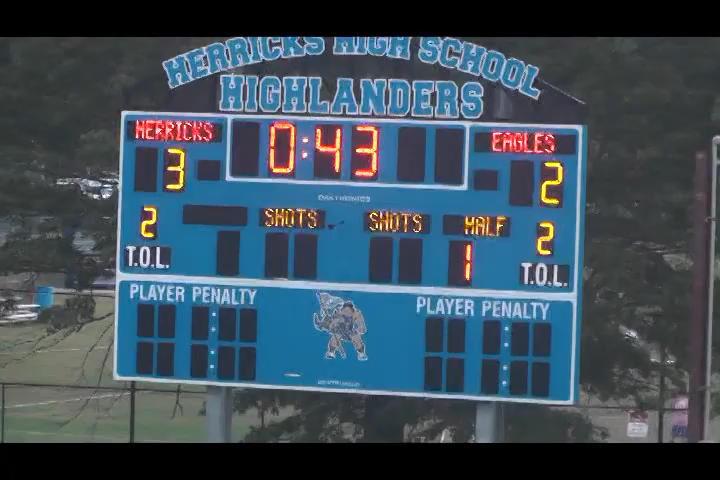 HERRICKS HIGH SCHOOL
HIGHLANDERS
HERRICKS 0:43 EAGLES
3 2
DAKTRONICS
2 SHOTS SHOTS HALF 2
T.O.L. 1 T.O.L.
PLAYER PENALTY PLAYER PENALTY